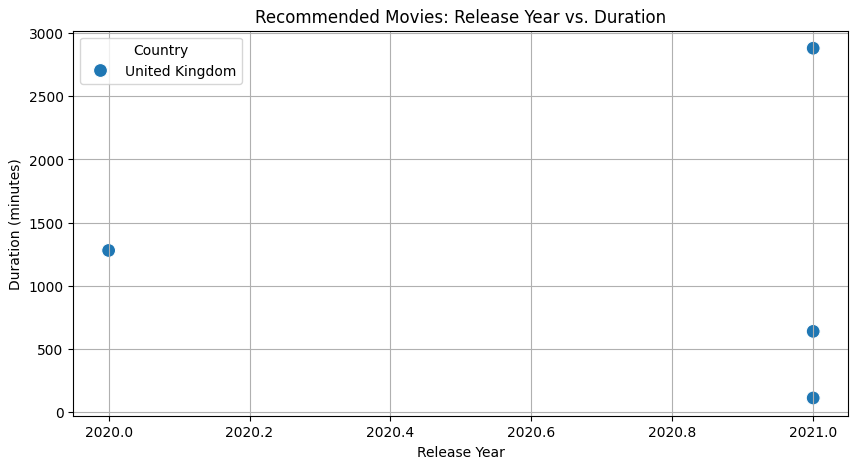 Recommended Movies: Release Year vs. Duration
Country
United Kingdom
Duration (minutes)
3000
2500
2000
1500
1000
500
0
2020.0 2020.2 2020.4 2020.6 2020.8 2021.0
Release Year